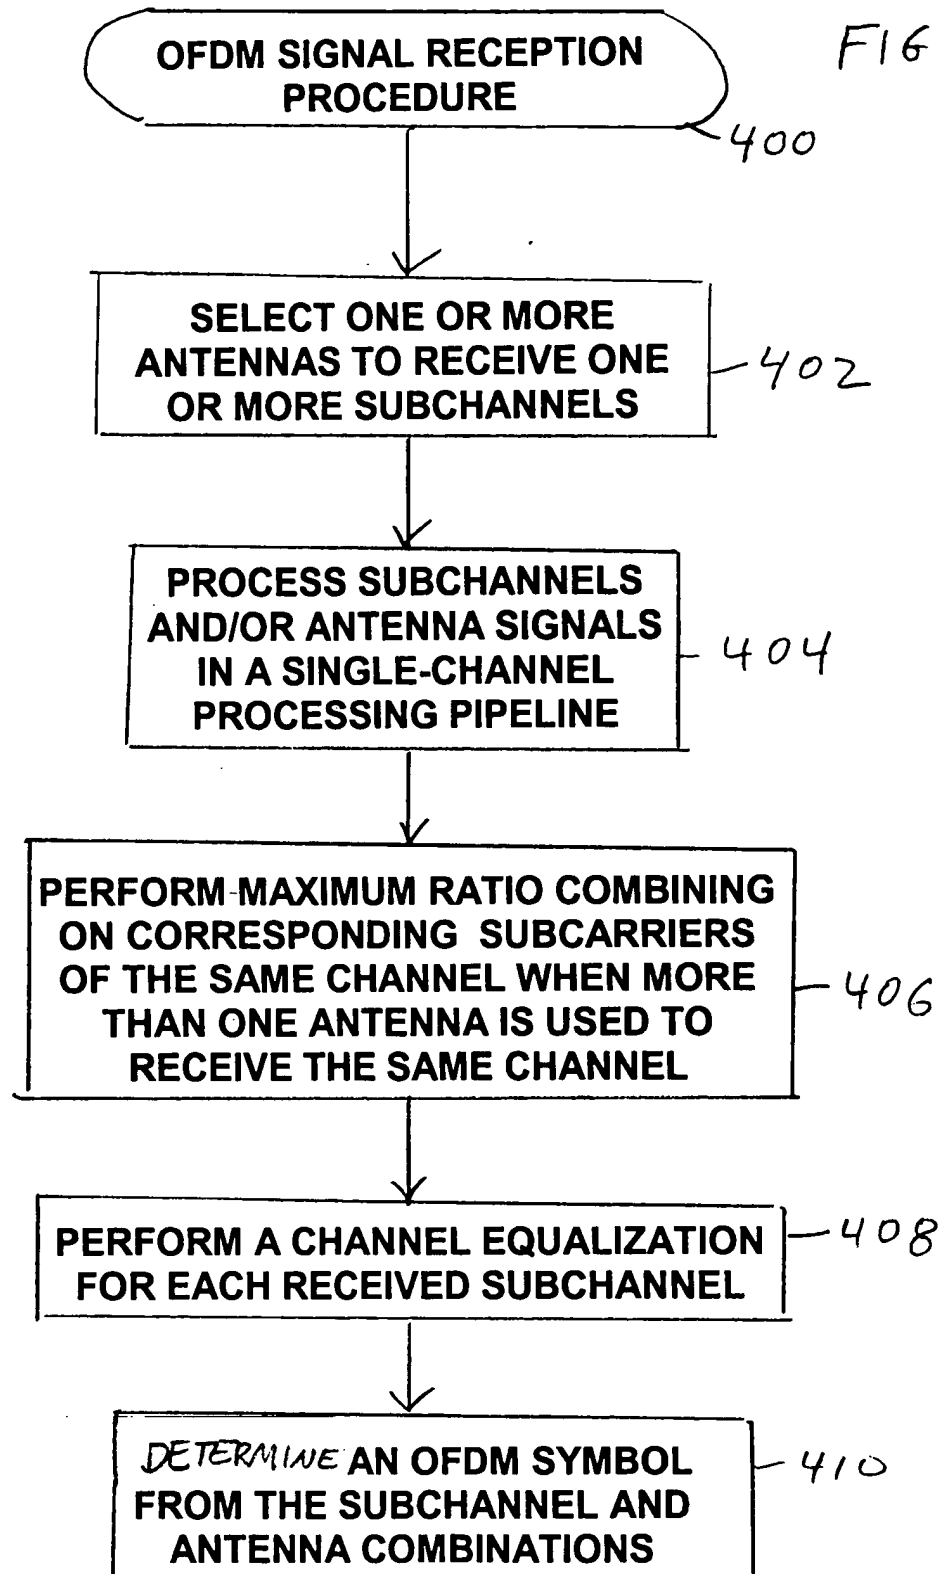 OFDM SIGNAL RECEPTION
PROCEDURE
FIG
400
SELECT ONE OR MORE
ANTENNAS TO RECEIVE ONE
OR MORE SUBCHANNELS
402
PROCESS SUBCHANNELS
AND/OR ANTENNA SIGNALS
IN A SINGLE-CHANNEL
PROCESSING PIPELINE
404
PERFORM MAXIMUM RATIO COMBINING
ON CORRESPONDING SUBCARRIERS
OF THE SAME CHANNEL WHEN MORE
THAN ONE ANTENNA IS USED TO
RECEIVE THE SAME CHANNEL
406
PERFORM A CHANNEL EQUALIZATION
FOR EACH RECEIVED SUBCHANNEL
408
DETERMINE AN OFDM SYMBOL
FROM THE SUBCHANNEL AND
ANTENNA COMBINATIONS
410